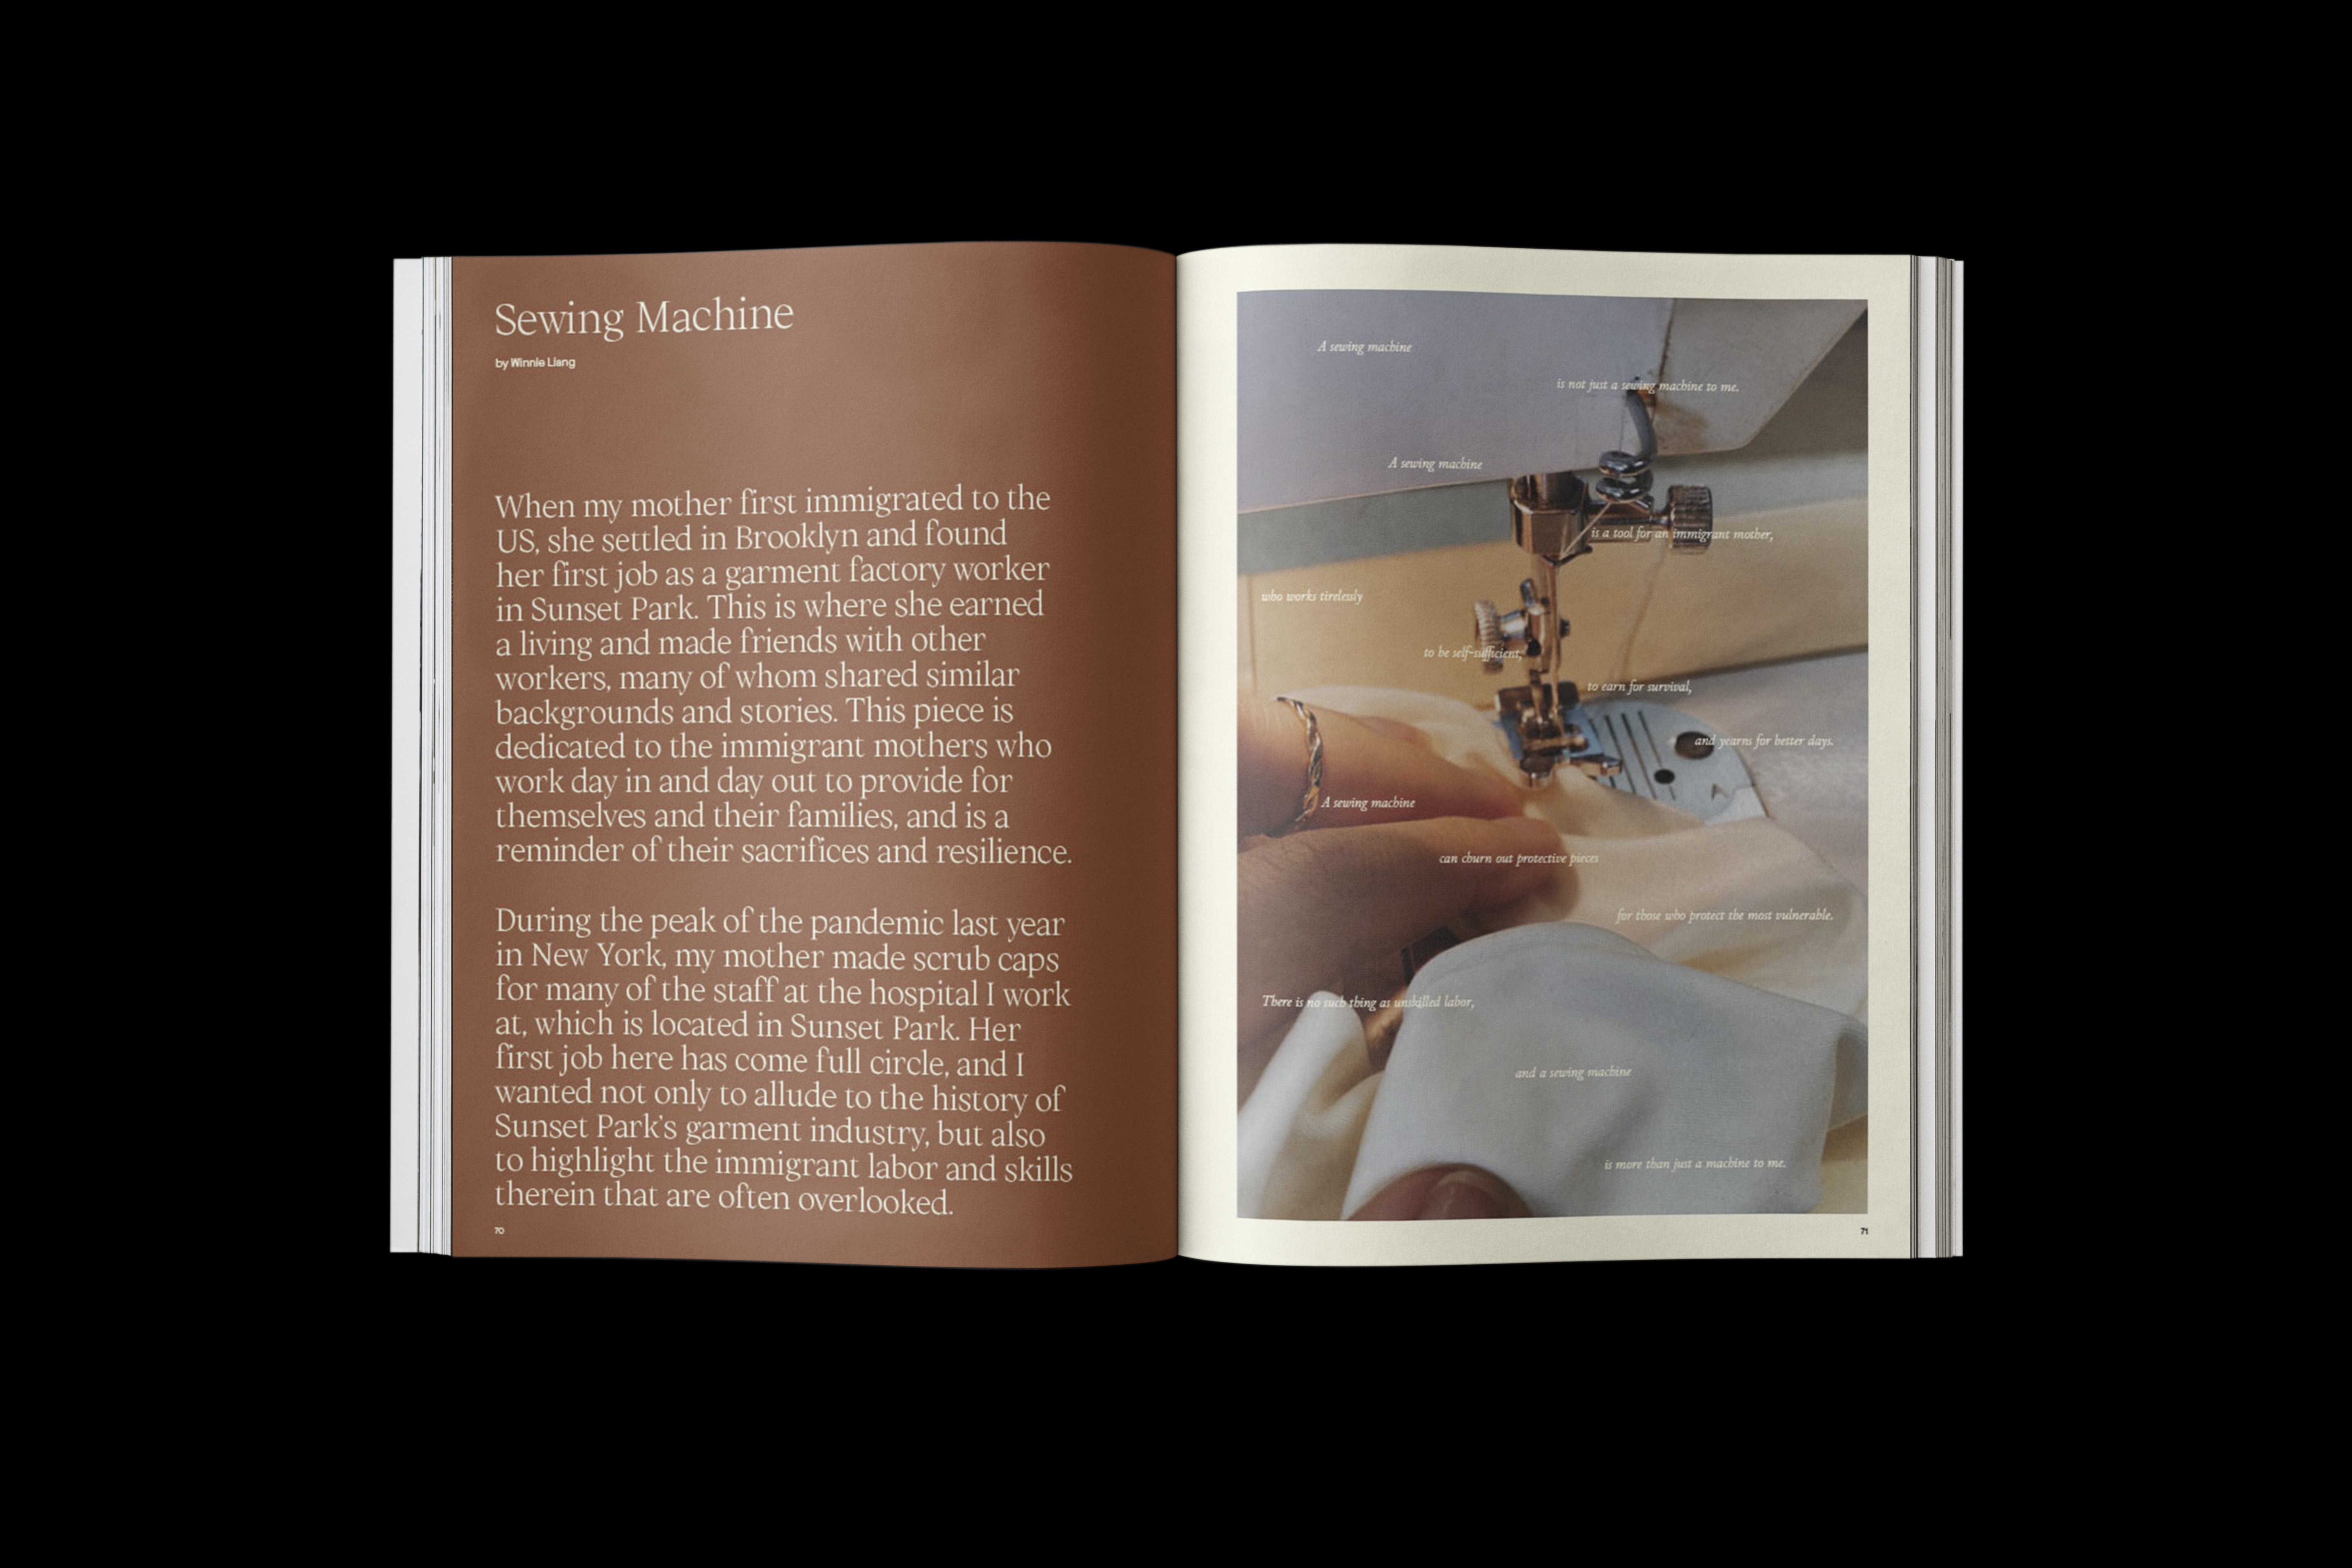 Sewing Machine
by Winnie Liang
When my mother first immigrated to the
US, she settled in Brooklyn and found
her first job as a garment factory worker
in Sunset Park. This is where she earned
a living and made friends with other
workers, many of whom shared similar
backgrounds and stories. This piece is
dedicated to the immigrant mothers who
work day in and day out to provide for
themselves and their families, and is a
reminder of their sacrifices and resilience.
During the peak of the pandemic last year
in New York, my mother made scrub caps
for many of the staff at the hospital I work
at, which is located in Sunset Park. Her
first job here has come full circle, and I
wanted not only to allude to the history of
Sunset Park's garment industry, but also
to highlight the immigrant labor and skills
therein that are often overlooked.
70
A sewing machine
is not just a sewing machine to me.
A sewing machine
is a tool for an immigrant mother,
who works tirelessly
to be self-sufficient,
to earn for survival,
and yearns for better days.
A sewing machine
can churn out protective pieces
for those who protect the most vulnerable.
There is no such thing as unskilled labor,
and a sewing machine
is more than just a machine to me.
71